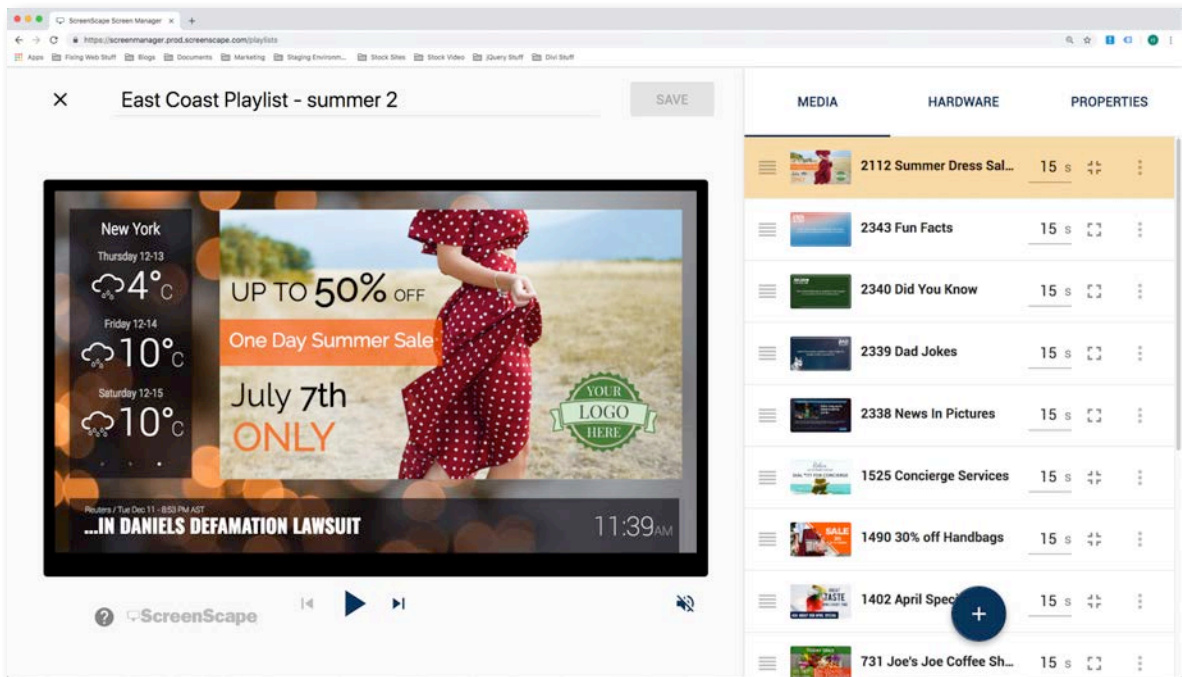 ScreenScape Screen Manager
https://screenmanager.prod.screenscape.com/playlists
Apps Fixing Web Stuff Blogs Documents Marketing Staging Environm... Stock Sites Stock Video jQuery Stuff Divi Stuff
East Coast Playlist - summer 2
SAVE
New York
Thursday 12-13
4°C
Friday 12-14
10°C
Saturday 12-15
10°C
UP TO 50% OFF
One Day Summer Sale
July 7th
ONLY
YOUR
LOGO
HERE
Reuters / Tue Dec 11 - 8:53 PM AST
...IN DANIELS DEFAMATION LAWSUIT
11:39AM
ScreenScape
MEDIA HARDWARE PROPERTIES
2112 Summer Dress Sal... 15 s
2343 Fun Facts 15 s
2340 Did You Know 15 s
2339 Dad Jokes 15 s
2338 News In Pictures 15 s
1525 Concierge Services 15 s
SALE
1490 30% off Handbags 15 s
TASTE
1402 April Speci 15 s
731 Joe's Joe Coffee Sh... 15 s